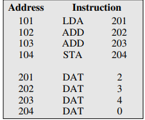 Address Instruction
101 LDA 201
102 ADD 202
103 ADD 203
104 STA 204
201 DAT 2
202 DAT 3
203 DAT 4
204 DAT 0